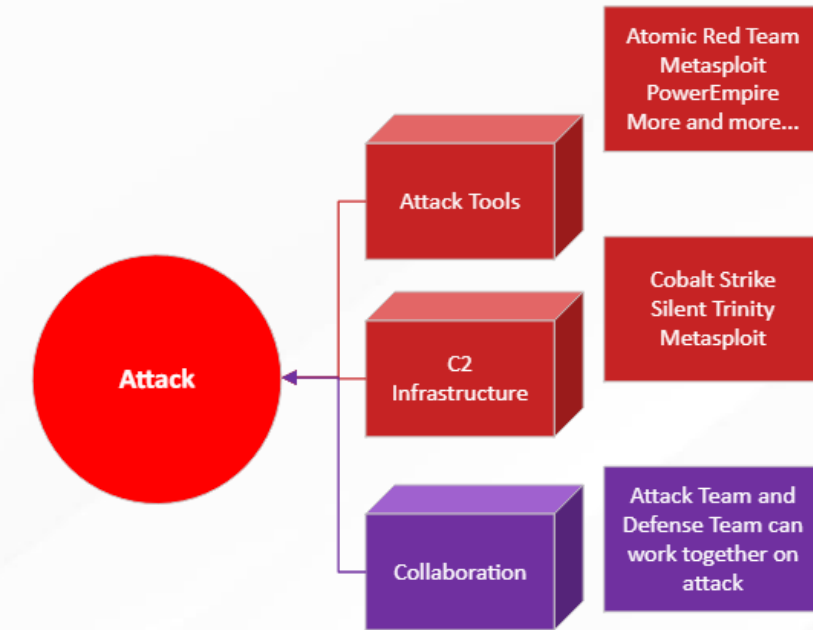 Atomic Red Team
Metasploit
PowerEmpire
More and more...
Attack Tools
Cobalt Strike
Silent Trinity
Metasploit
Attack
C2
Infrastructure
Attack Team and
Defense Team can
work together on
attack
Collaboration